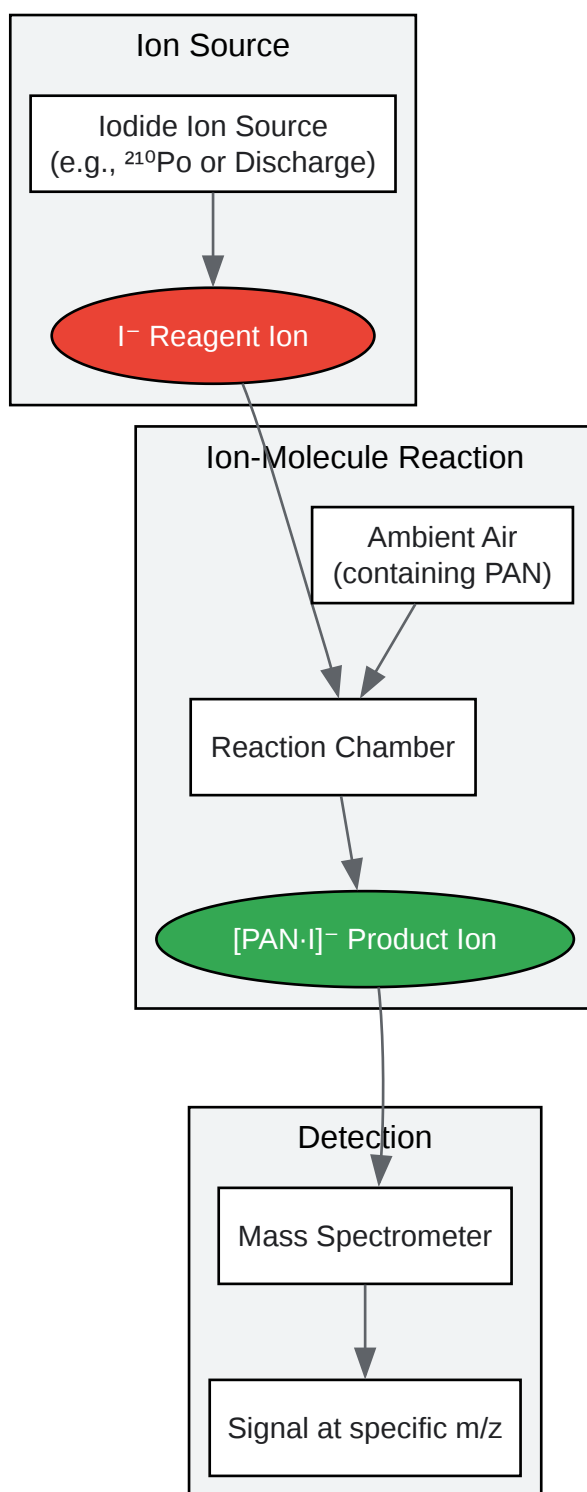 Ion Source
Iodide Ion Source
(e.g., ²¹⁰Po or Discharge)
I⁻ Reagent Ion
Ion-Molecule Reaction
Ambient Air
(containing PAN)
Reaction Chamber
[PAN·I]⁻ Product Ion
Detection
Mass Spectrometer
Signal at specific m/z